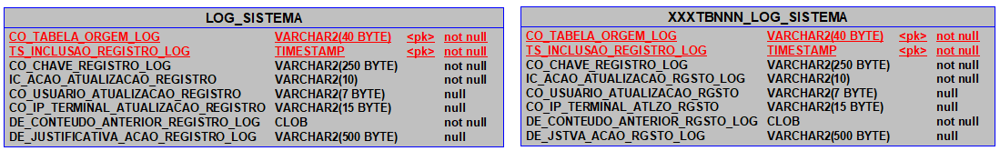 LOG_SISTEMA
CO_TABELA_ORGEM_LOG VARCHAR2(40 BYTE) <pk> not null
TS_INCLUSAO_REGISTRO_LOG TIMESTAMP <pk> not null
CO_CHAVE_REGISTRO_LOG VARCHAR2(250 BYTE) not null
IC_ACAO_ATUALIZACAO_REGISTRO VARCHAR2(10) not null
CO_USUARIO_ATUALIZACAO_REGISTRO VARCHAR2(7 BYTE) null
CO_IP_TERMINAL_ATUALIZACAO_REGISTRO VARCHAR2(15 BYTE) null
DE_CONTEUDO_ANTERIOR_REGISTRO_LOG CLOB not null
DE_JUSTIFICATIVA_ACAO_REGISTRO_LOG VARCHAR2(500 BYTE) null
XXXTBNNN_LOG_SISTEMA
CO_TABELA_ORGEM_LOG VARCHAR2(40 BYTE) <pk> not null
TS_INCLUSAO_REGISTRO_LOG TIMESTAMP <pk> not null
CO_CHAVE_REGISTRO_LOG VARCHAR2(250 BYTE) not null
IC_ACAO_ATUALIZACAO_RGSTO_LOG VARCHAR2(10) not null
CO_USUARIO_ATUALIZACAO_RGSTO VARCHAR2(7 BYTE) null
CO_IP_TERMINAL_ATLZO_RGSTO VARCHAR2(15 BYTE) null
DE_CONTEUDO_ANTERIOR_RGSTO_LOG CLOB not null
DE_JSTVA_ACAO_RGSTO_LOG VARCHAR2(500 BYTE) null